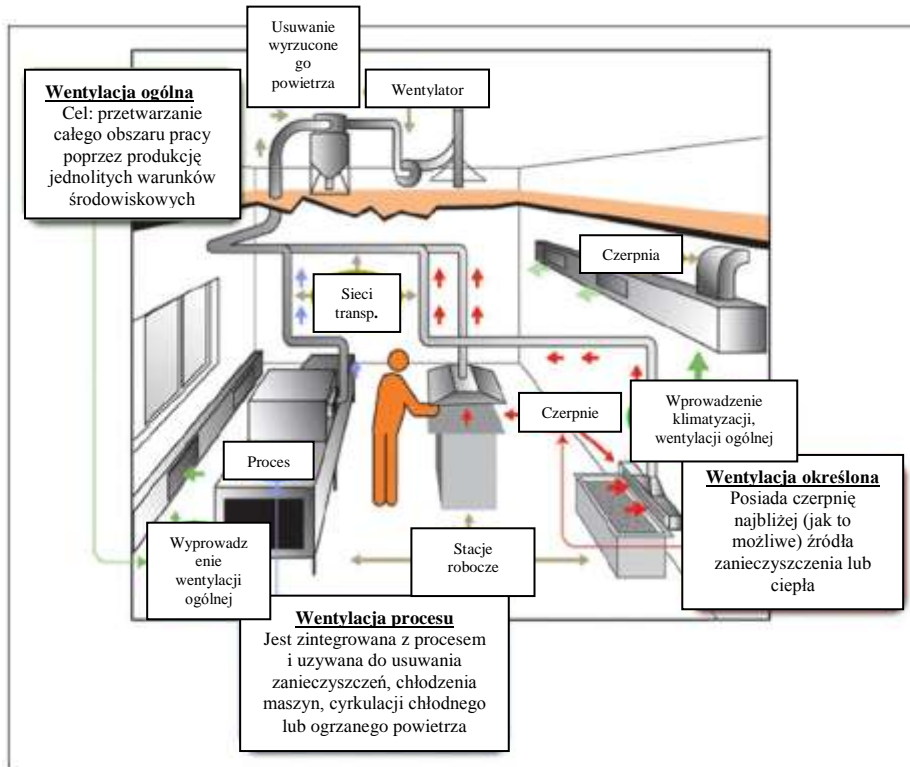 Usuwanie
wyrzucone
go
powietrza
Wentylator
Wentylacja ogólna
Cel: przetwarzanie
całego obszaru pracy
poprzez produkcję
jednolitych warunków
środowiskowych
Czerpnia
Sieci
transp.
Czerpnie
Wprowadzenie
klimatyzacji,
wentylacji ogólnej
Proces
Wentylacja określona
Posiada czerpnię
najbliżej (jak to
możliwe) źródła
zanieczyszczenia lub
ciepła
Wyprowadz
enie
wentylacji
ogólnej
Stacje
robocze
Wentylacja procesu
Jest zintegrowana z procesem
i uzywana do usuwania
zanieczyszczeń, chłodzenia
maszyn, cyrkulacji chłodnego
lub ogrzanego powietrza